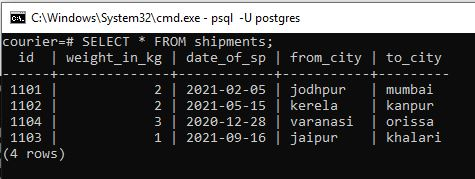 C:\Windows\System32\cmd.exe - psql -U postgres
courier=# SELECT * FROM shipments;
  id  | weight_in_kg | date_of_sp | from_city | to_city
------+--------------+------------+-----------+---------
 1101 |            2 | 2021-02-05 | jodhpur   | mumbai
 1102 |            2 | 2021-05-15 | kerela    | kanpur
 1104 |            3 | 2020-12-28 | varanasi  | orissa
 1103 |            1 | 2021-09-16 | jaipur    | khalari
(4 rows)